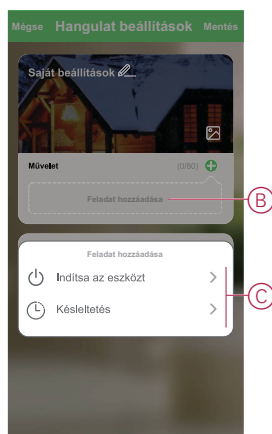 Mégse Hangulat beállítások Mentés
Saját beállítások
Művelet (0/80)
Feladat hozzáadása
B
Feladat hozzáadása
Indítsa az eszközt
C
Késleltetés